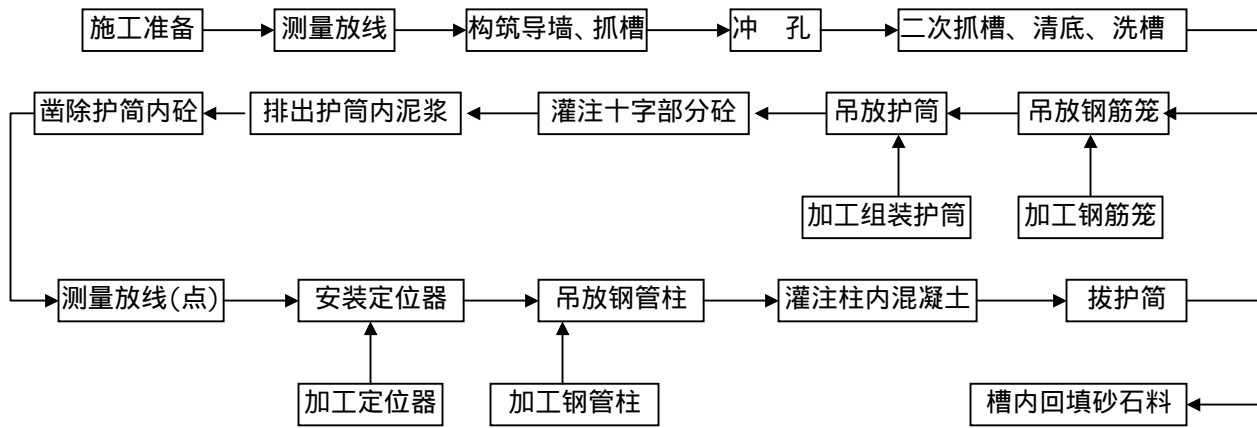 施工准备
测量放线
构筑导墙、抓槽
冲 孔
二次抓槽、清底、洗槽
凿除护简内砼
排出护筒内泥浆
灌注十字部分砼
吊放护筒
吊放钢筋笼
加工组装护筒
加工钢筋笼
测量放线(点)
安装定位器
吊放钢管柱
灌注柱内混凝土
拔护简
加工定位器
加工钢管柱
槽内回填砂石料